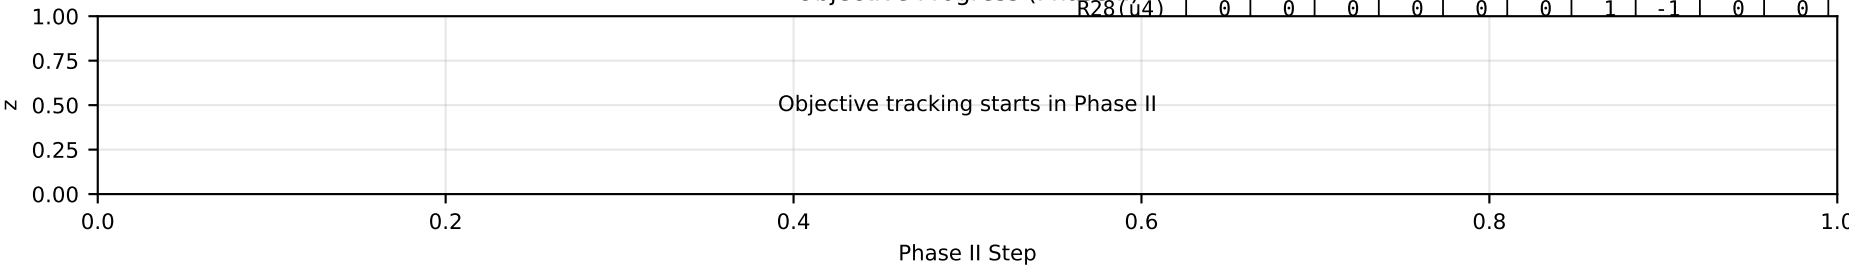 R28(u4) | 0 | 0 | 0 | 0 | 0 | 0 | 1 | -1 | 0 | 0 |
1.00
0.75
0.50
0.25
0.00
z
Objective tracking starts in Phase II
0.0 0.2 0.4 0.6 0.8 1.0
Phase II Step